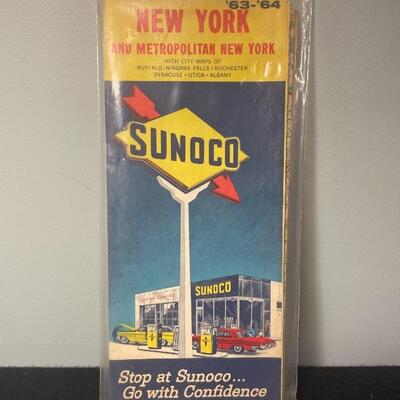 '63-'64
NEW YORK
AND METROPOLITAN NEW YORK
WITH CITY MAPS OF
BUFFALO-NIAGARA FALLS • ROCHESTER
SYRACUSE • UTICA • ALBANY
SUNOCO
SUNOCO
Stop at Sunoco...
Go with Confidence